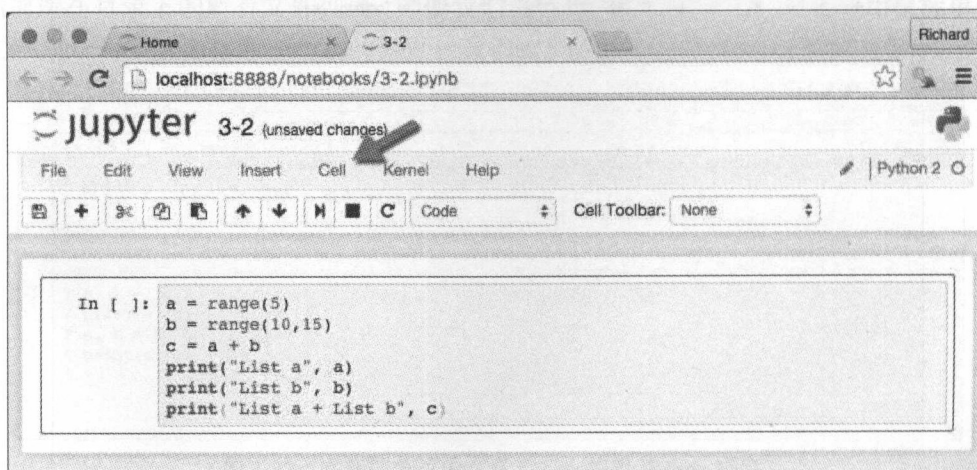 Home
3-2
Richard
localhost:8888/notebooks/3-2.ipynb
jupyter 3-2 (unsaved changes)
File Edit View Insert Cell Kernel Help
Python 2
Code
Cell Toolbar: None
In [ ]: a = range(5)
b = range(10,15)
c = a + b
print("List a", a)
print("List b", b)
print("List a + List b", c)